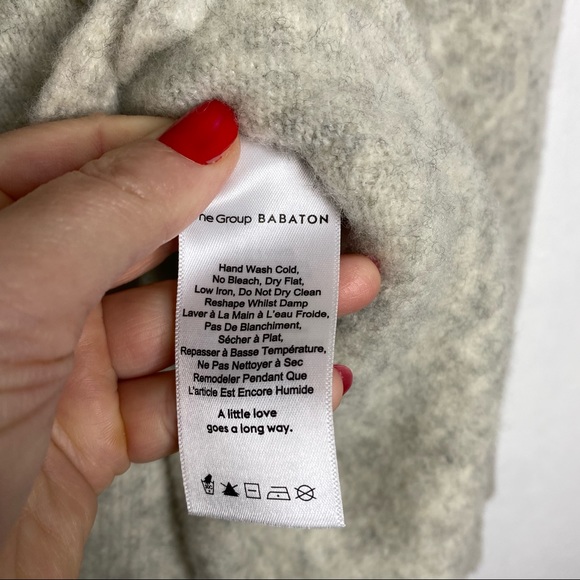 Group BABATON
Hand Wash Cold,
No Bleach, Dry Flat,
Low Iron, Do Not Dry Clean
Reshape Whilst Damp
Laver à La Main à L'eau Froide,
Pas De Blanchiment,
Sécher à Plat,
Repasser à Basse Température,
Ne Pas Nettoyer à Sec
Remodeler Pendant Que
L'article Est Encore Humide
A little love
goes a long way.